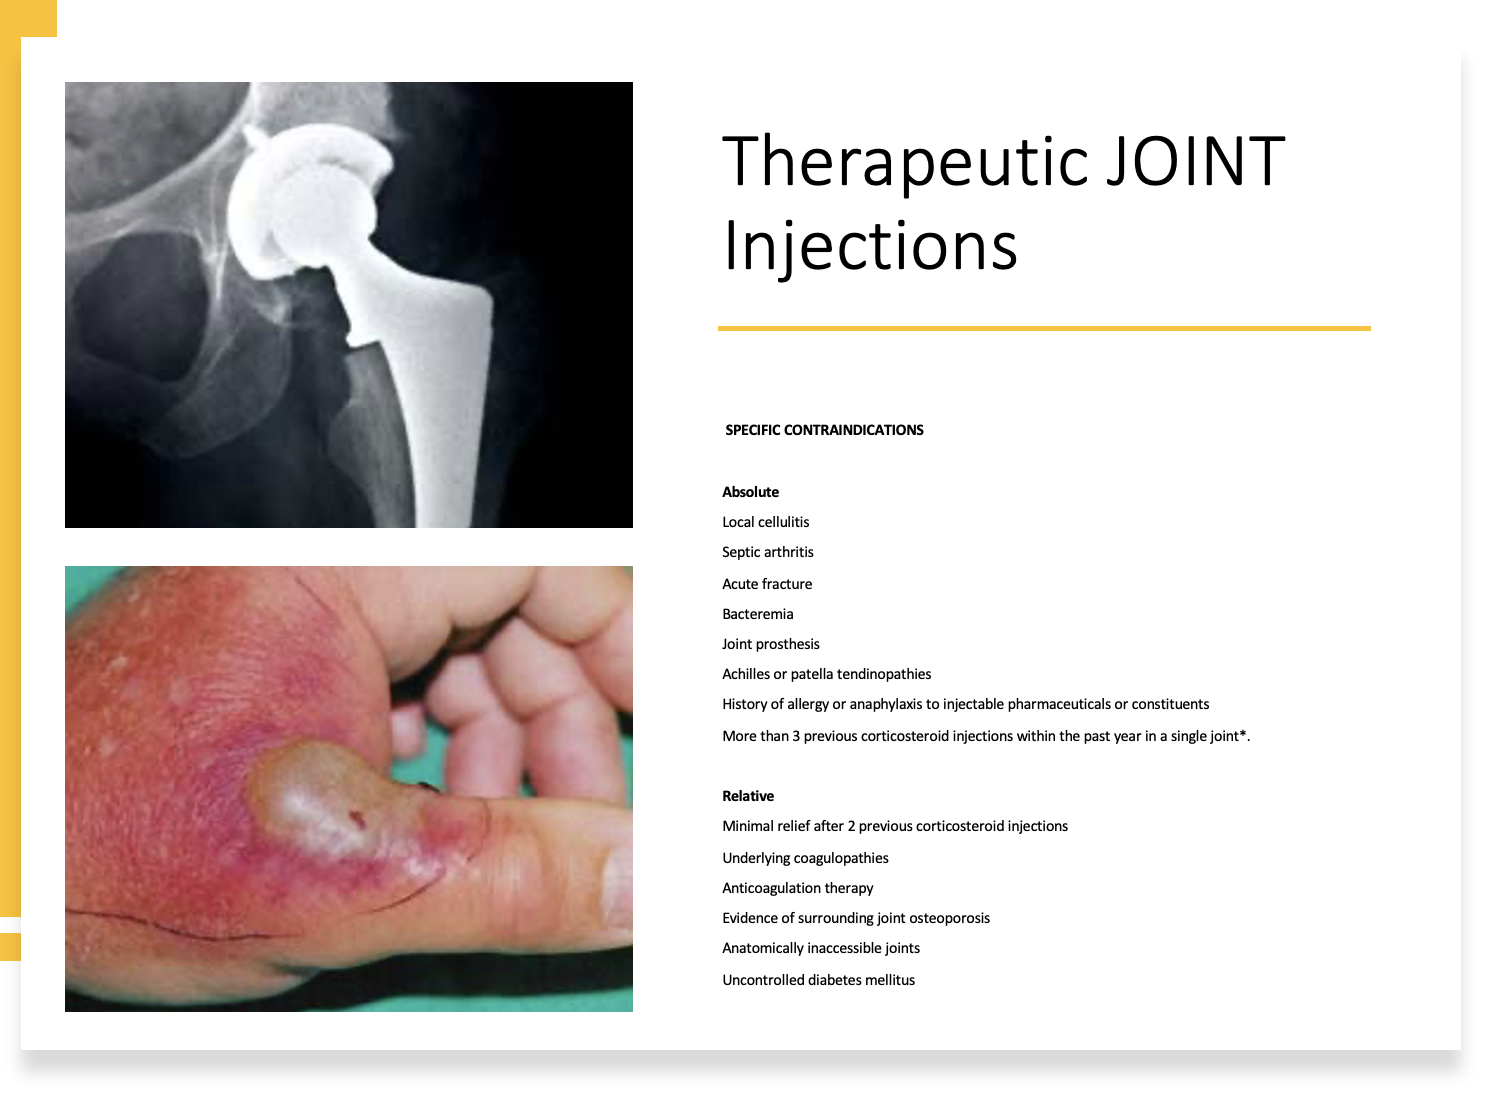 Therapeutic JOINT
Injections
SPECIFIC CONTRAINDICATIONS
Absolute
Local cellulitis
Septic arthritis
Acute fracture
Bacteremia
Joint prosthesis
Achilles or patella tendinopathies
History of allergy or anaphylaxis to injectable pharmaceuticals or constituents
More than 3 previous corticosteroid injections within the past year in a single joint*.
Relative
Minimal relief after 2 previous corticosteroid injections
Underlying coagulopathies
Anticoagulation therapy
Evidence of surrounding joint osteoporosis
Anatomically inaccessible joints
Uncontrolled diabetes mellitus